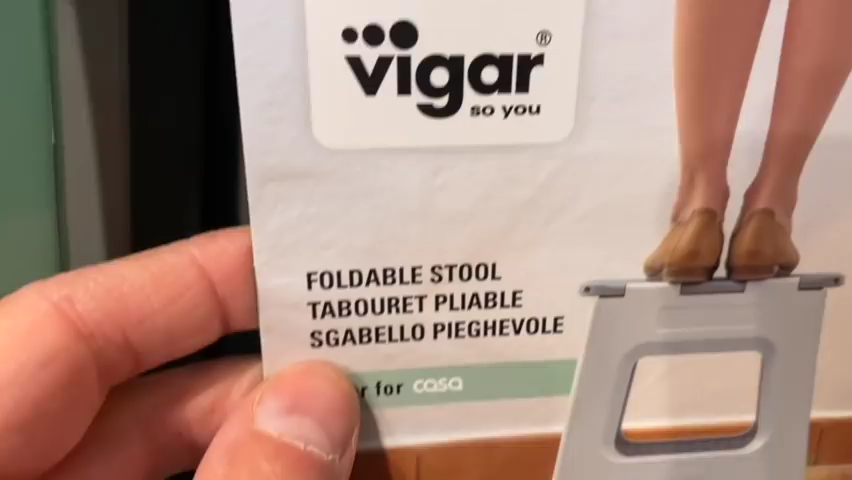 vigar®
so you
FOLDABLE STOOL
TABOURET PLIABLE
SGABELLO PIEGHEVOLE
for casa